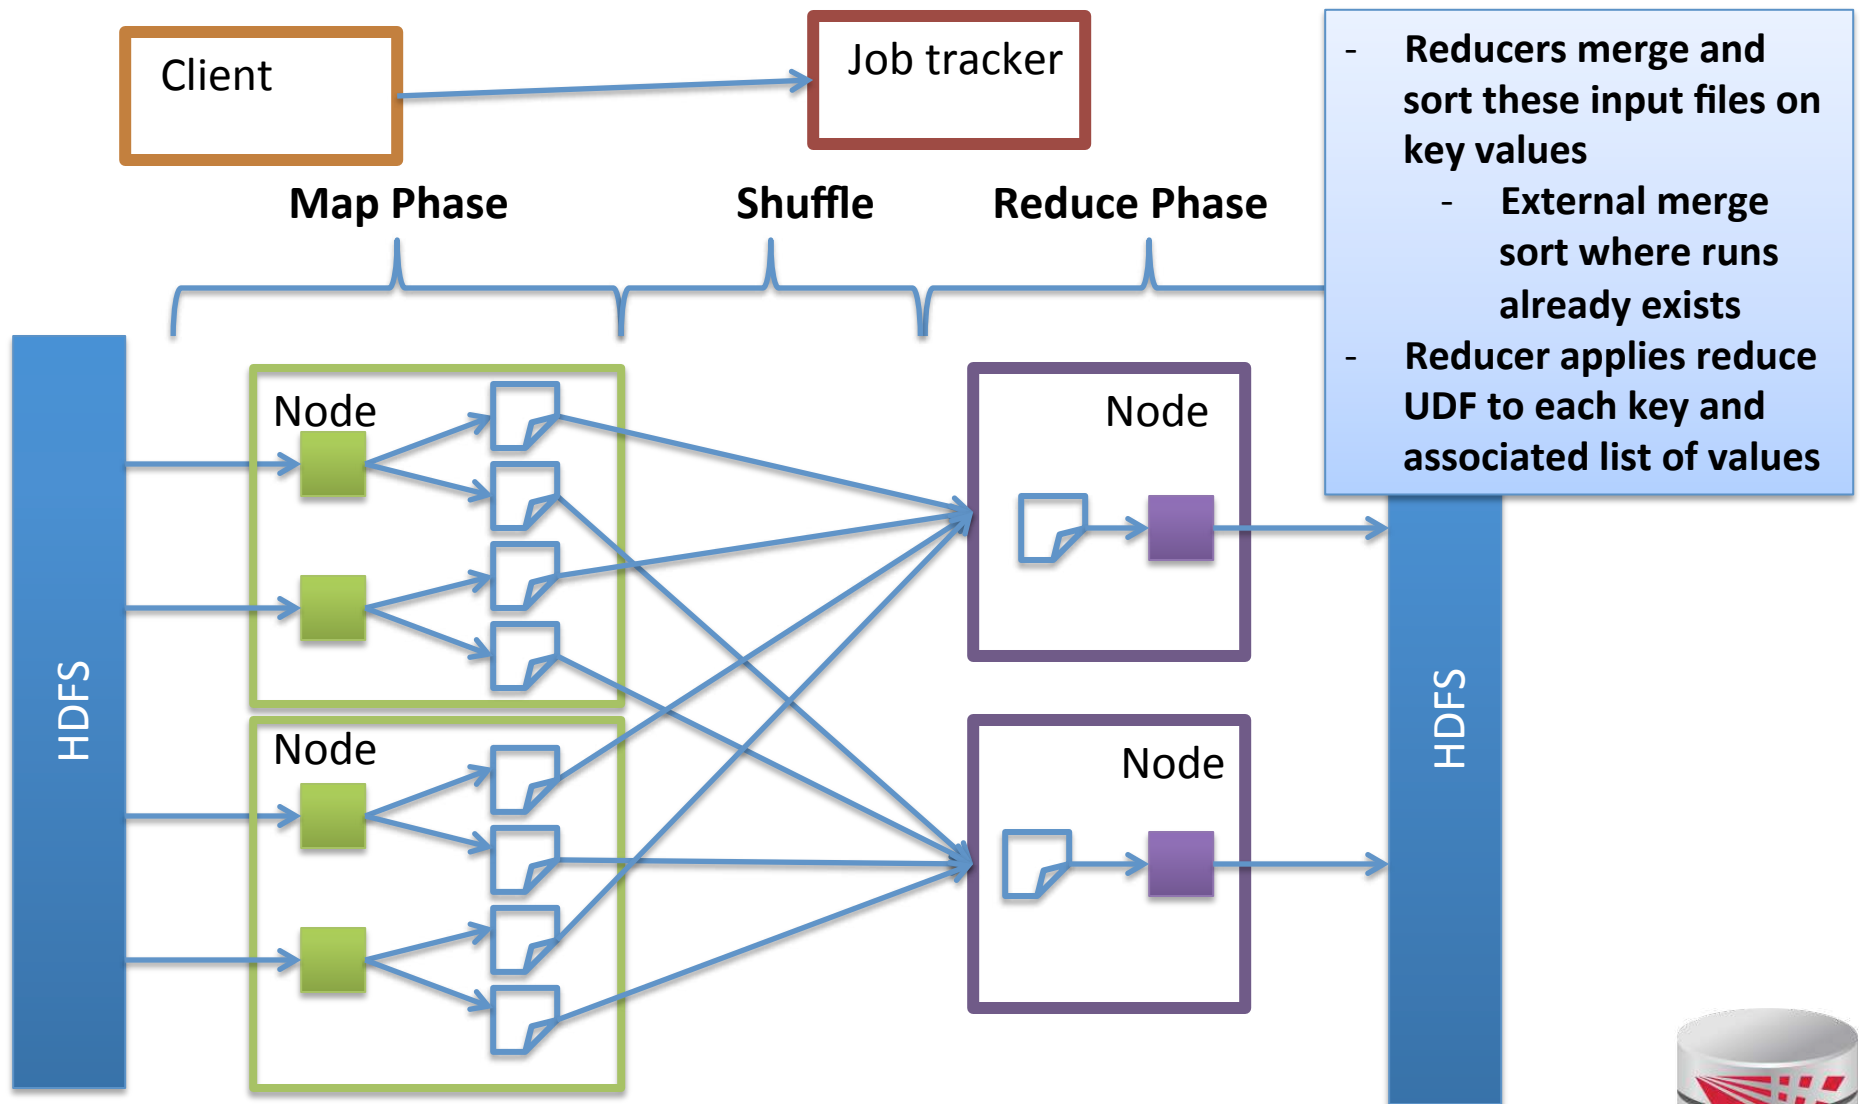 Client
Job tracker
- Reducers merge and
sort these input files on
key values
- External merge
sort where runs
already exists
- Reducer applies reduce
UDF to each key and
associated list of values
Map Phase
Shuffle
Reduce Phase
HDFS
Node
Node
Node
Node
HDFS